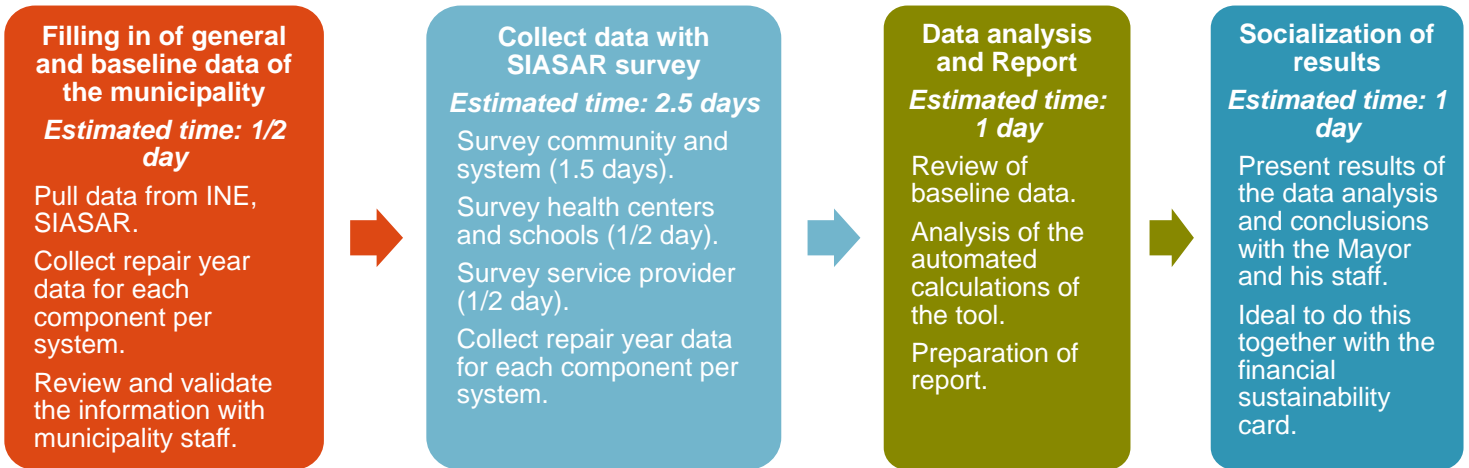 Filling in of general
and baseline data of
the municipality
Estimated time: 1/2
day
Pull data from INE,
SIASAR.
Collect repair year
data for each
component per
system.
Review and validate
the information with
municipality staff.
Collect data with
SIASAR survey
Estimated time: 2.5 days
Survey community and
system (1.5 days).
Survey health centers
and schools (1/2 day).
Survey service provider
(1/2 day).
Collect repair year data
for each component per
system.
Data analysis
and Report
Estimated time:
1 day
Review of
baseline data.
Analysis of the
automated
calculations of
the tool.
Preparation of
report.
Socialization of
results
Estimated time: 1
day
Present results of
the data analysis
and conclusions
with the Mayor
and his staff.
Ideal to do this
together with the
financial
sustainability
card.